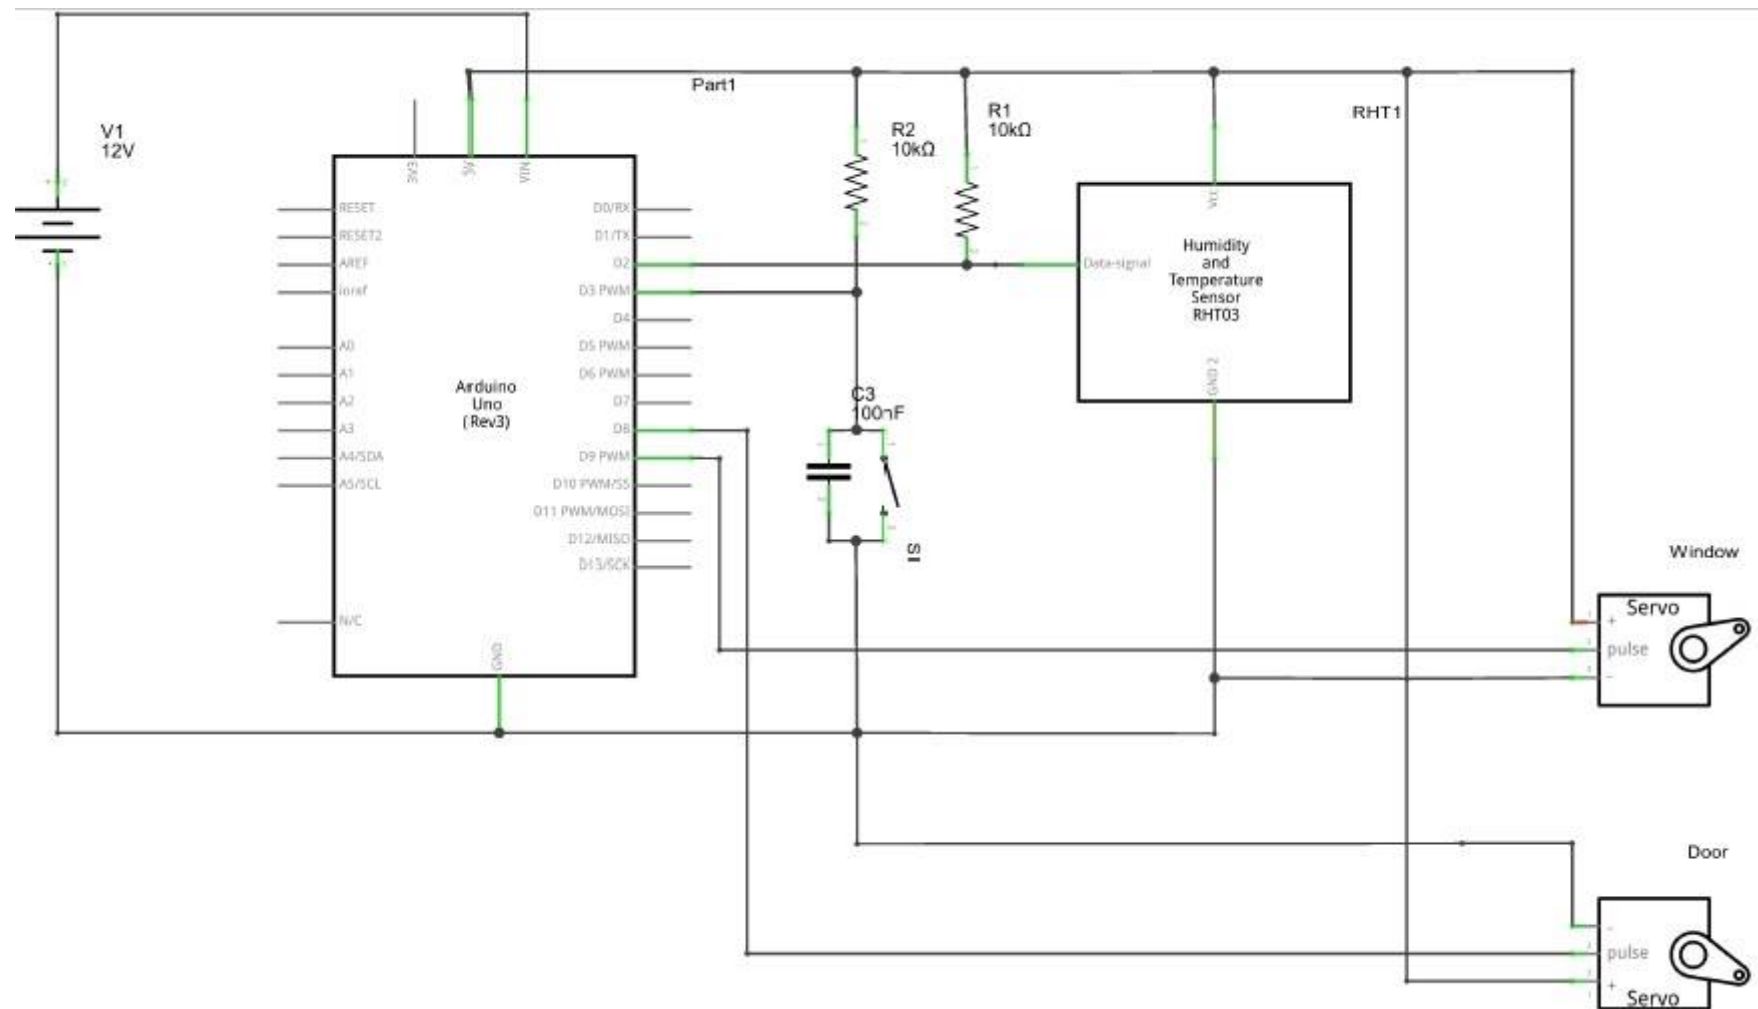 Part1
V1
12V
R2
10kΩ
R1
10kΩ
RHT1
3V3
5V
VIN
RESET
RESET2
AREF
ioref
A0
A1
A2
A3
A4/SDA
A5/SCL
N/C
Arduino
Uno
(Rev3)
GND
D0/RX
D1/TX
D2
D3 PWM
D4
D5 PWM
D6 PWM
D7
D8
D9 PWM
D10 PWM/SS
D11 PWM/MOSI
D12/MISO
D13/SCK
C3
100nF
S1
Vcc
Data-signal
Humidity
and
Temperature
Sensor
RHT03
GND 2
Window
Servo
+
pulse
-
Door
-
pulse
+
Servo